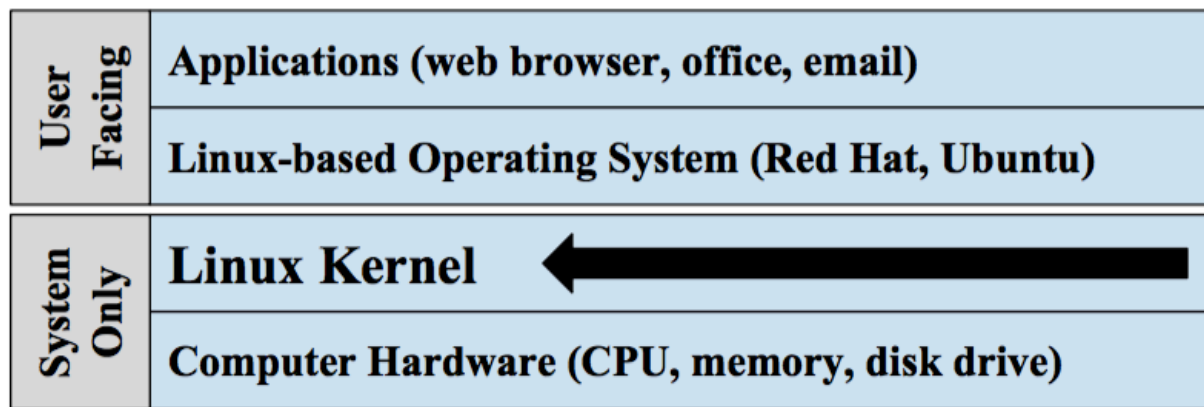 User
Facing
Applications (web browser, office, email)
Linux-based Operating System (Red Hat, Ubuntu)
System
Only
Linux Kernel
Computer Hardware (CPU, memory, disk drive)